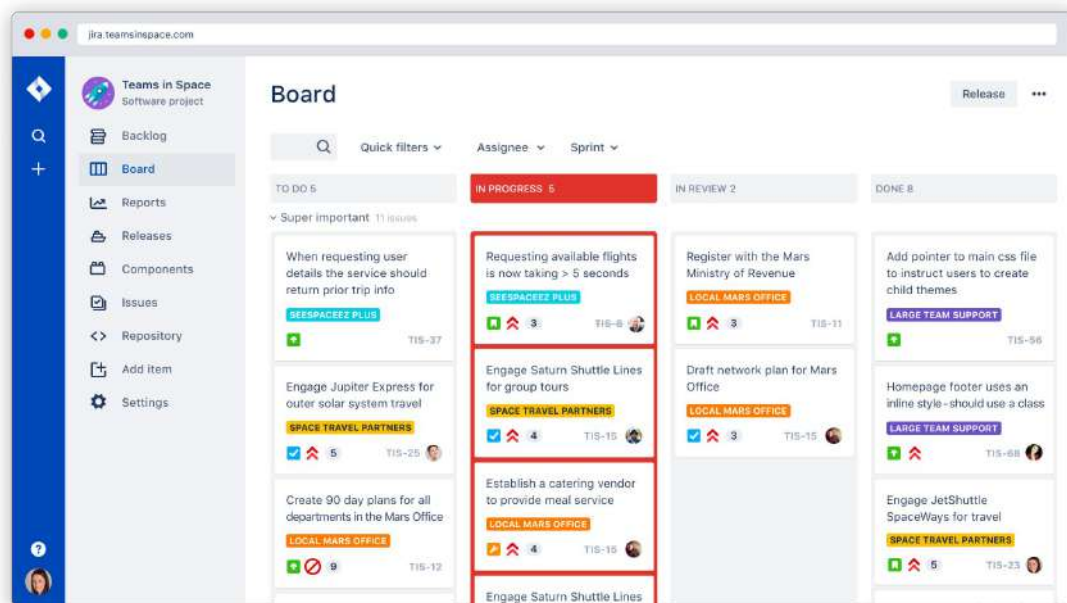 jira.teamsinspace.com
Teams in Space
Software project
Backlog
Board
Reports
Releases
Components
Issues
Repository
Add item
Settings
?
Board
Release
Quick filters
Assignee
Sprint
TO DO 5
IN PROGRESS 5
IN REVIEW 2
DONE 8
Super important 11 issues
When requesting user
details the service should
return prior trip info
SEESPACEEZ PLUS
TIS-37
Engage Jupiter Express for
outer solar system travel
SPACE TRAVEL PARTNERS
5 TIS-25
Create 90 day plans for all
departments in the Mars Office
LOCAL MARS OFFICE
9 TIS-12
Requesting available flights
is now taking > 5 seconds
SEESPACEEZ PLUS
3 TIS-8
Engage Saturn Shuttle Lines
for group tours
SPACE TRAVEL PARTNERS
4 TIS-15
Establish a catering vendor
to provide meal service
LOCAL MARS OFFICE
4 TIS-15
Engage Saturn Shuttle Lines
Register with the Mars
Ministry of Revenue
LOCAL MARS OFFICE
3 TIS-11
Draft network plan for Mars
Office
LOCAL MARS OFFICE
3 TIS-15
Add pointer to main css file
to instruct users to create
child themes
LARGE TEAM SUPPORT
TIS-56
Homepage footer uses an
inline style-should use a class
LARGE TEAM SUPPORT
TIS-68
Engage JetShuttle
SpaceWays for travel
SPACE TRAVEL PARTNERS
5 TIS-23